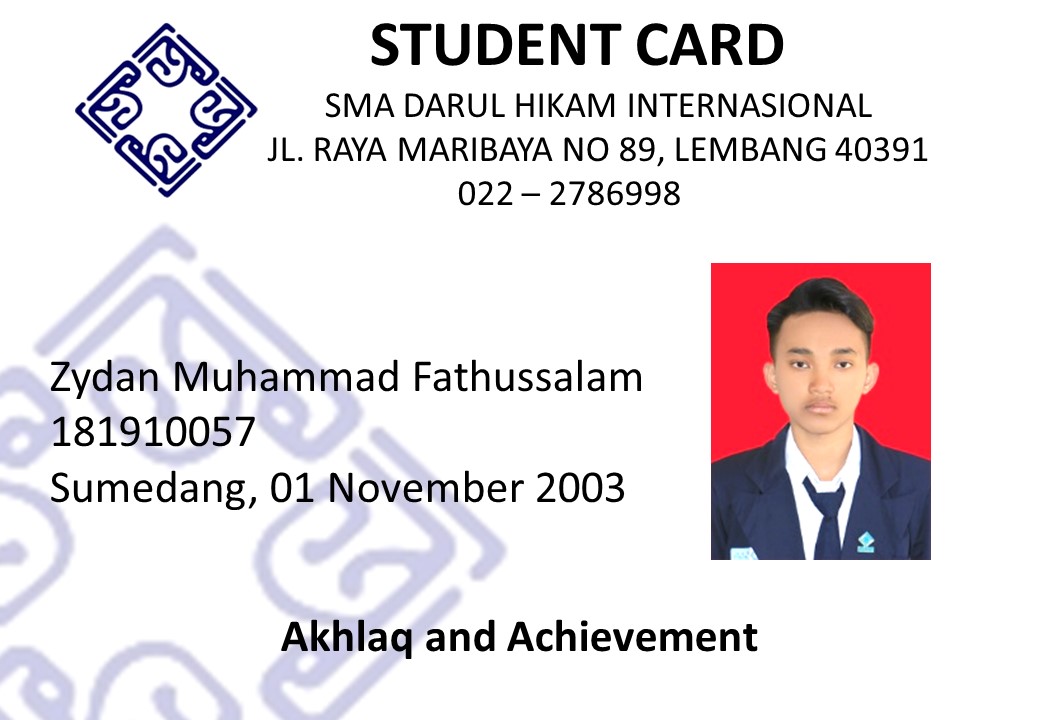 STUDENT CARD
SMA DARUL HIKAM INTERNASIONAL
JL. RAYA MARIBAYA NO 89, LEMBANG 40391
022 – 2786998
Zydan Muhammad Fathussalam
181910057
Sumedang, 01 November 2003
Akhlaq and Achievement